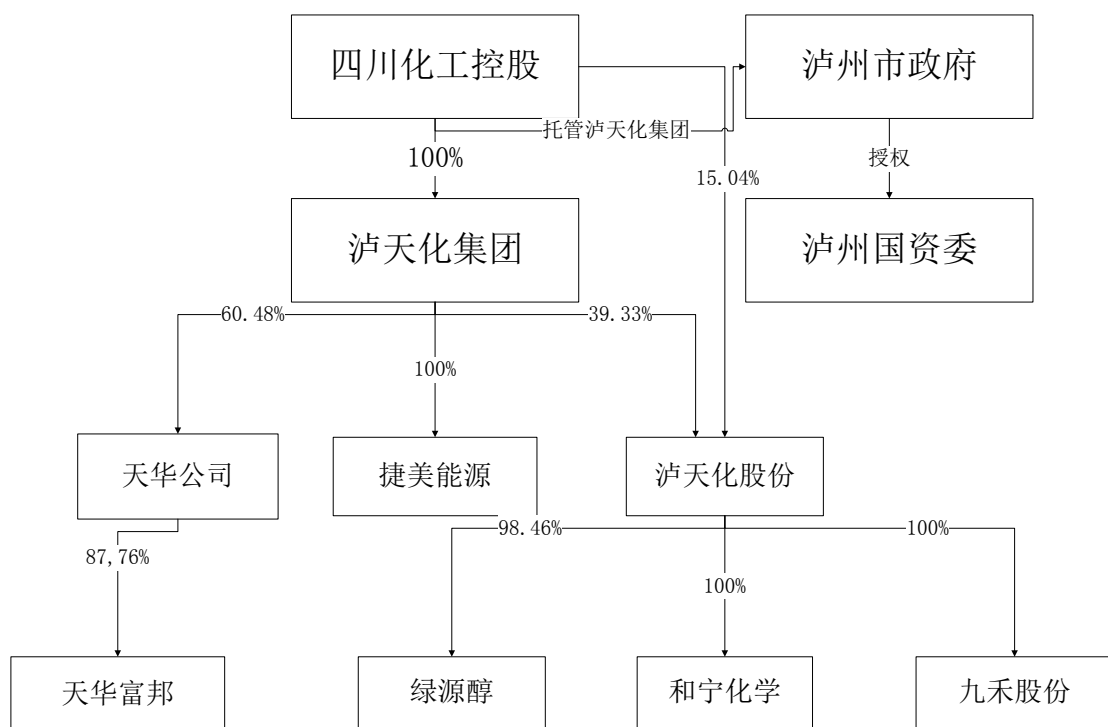 四川化工控股
泸州市政府
托管泸天化集团
100%
授权
15.04%
泸天化集团
泸州国资委
60.48%
39.33%
100%
天华公司
捷美能源
泸天化股份
98.46%
100%
87,76%
100%
天华富邦
绿源醇
和宁化学
九禾股份